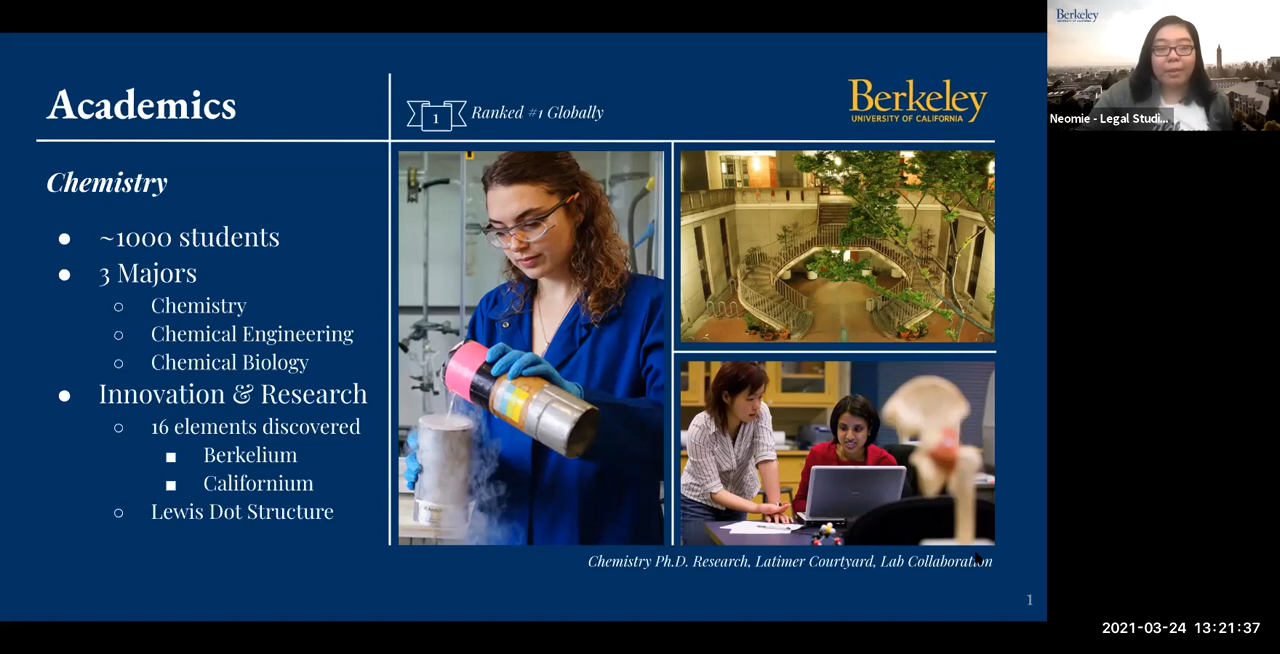 Academics
1
Ranked #1 Globally
Berkeley
UNIVERSITY OF CALIFORNIA
Chemistry
● ~1000 students
● 3 Majors
○ Chemistry
○ Chemical Engineering
○ Chemical Biology
● Innovation & Research
○ 16 elements discovered
■ Berkelium
■ Californium
○ Lewis Dot Structure
Chemistry Ph.D. Research, Latimer Courtyard, Lab Collaboration
1
Berkeley
Neomie - Legal Studi...
2021-03-24 13:21:37